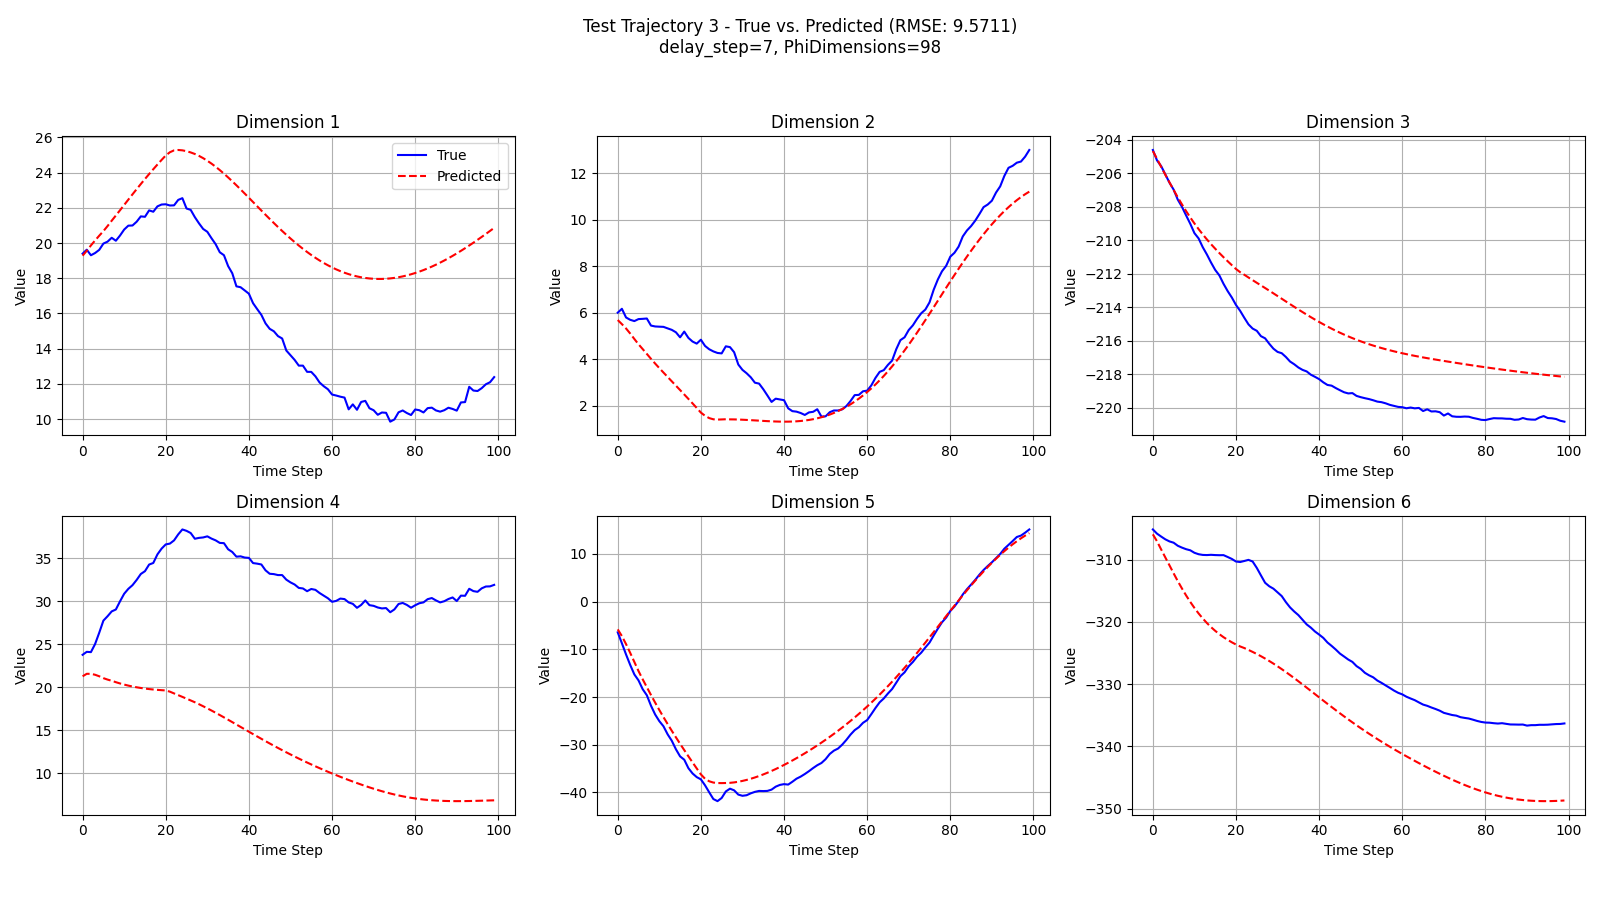 Test Trajectory 3 - True vs. Predicted (RMSE: 9.5711)
delay_step=7, PhiDimensions=98
Dimension 1
26
24
22
20
18
16
14
12
10
Value
0 20 40 60 80 100
Time Step
True
Predicted
Dimension 2
12
10
8
6
4
2
Value
0 20 40 60 80 100
Time Step
Dimension 3
−204
−206
−208
−210
−212
−214
−216
−218
−220
Value
0 20 40 60 80 100
Time Step
Dimension 4
35
30
25
20
15
10
Value
0 20 40 60 80 100
Time Step
Dimension 5
10
0
−10
−20
−30
−40
Value
0 20 40 60 80 100
Time Step
Dimension 6
−310
−320
−330
−340
−350
Value
0 20 40 60 80 100
Time Step